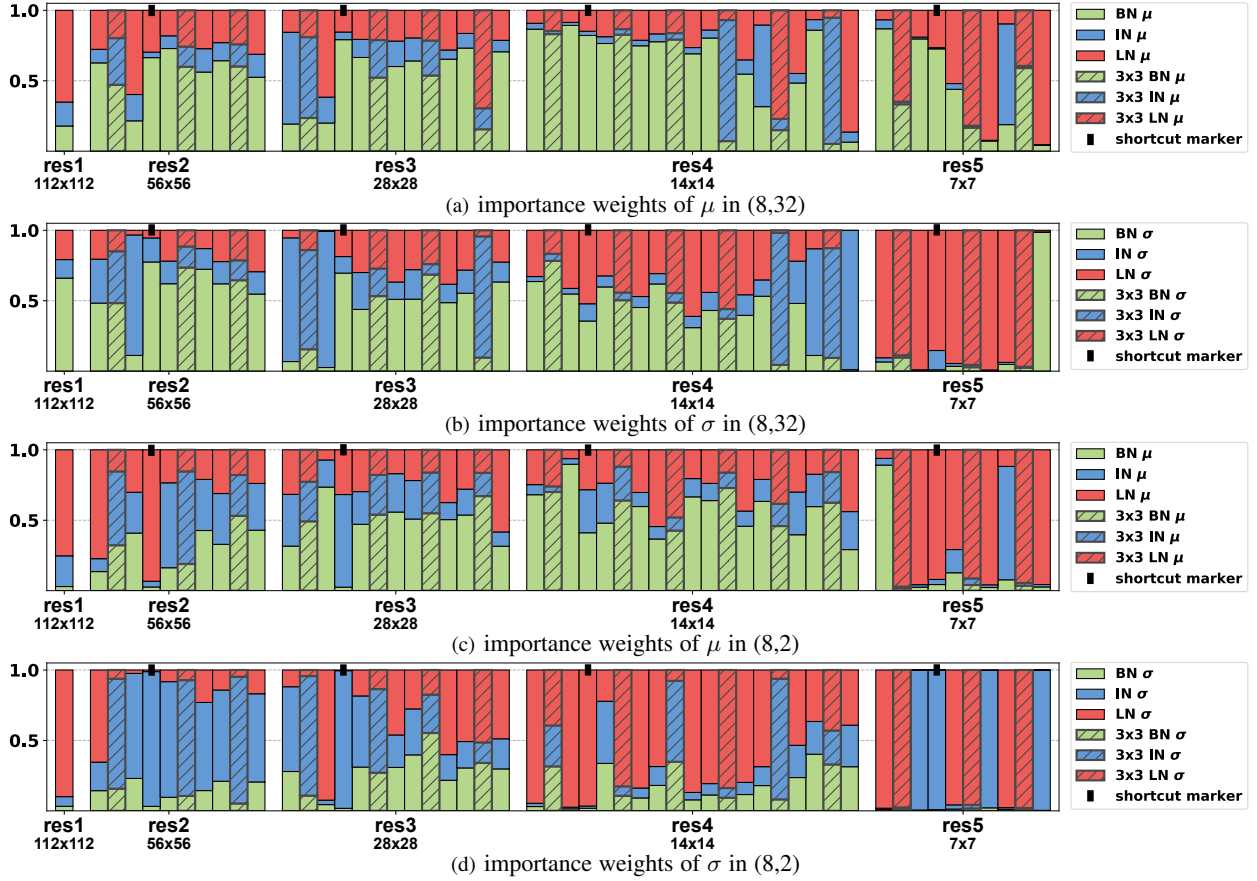 1.0
0.5
res1 res2 res3 res4 res5
112x112 56x56 28x28 14x14 7x7
BN μ
IN μ
LN μ
3x3 BN μ
3x3 IN μ
3x3 LN μ
shortcut marker
(a) importance weights of μ in (8,32)
1.0
0.5
res1 res2 res3 res4 res5
112x112 56x56 28x28 14x14 7x7
BN σ
IN σ
LN σ
3x3 BN σ
3x3 IN σ
3x3 LN σ
shortcut marker
(b) importance weights of σ in (8,32)
1.0
0.5
res1 res2 res3 res4 res5
112x112 56x56 28x28 14x14 7x7
BN μ
IN μ
LN μ
3x3 BN μ
3x3 IN μ
3x3 LN μ
shortcut marker
(c) importance weights of μ in (8,2)
1.0
0.5
res1 res2 res3 res4 res5
112x112 56x56 28x28 14x14 7x7
BN σ
IN σ
LN σ
3x3 BN σ
3x3 IN σ
3x3 LN σ
shortcut marker
(d) importance weights of σ in (8,2)